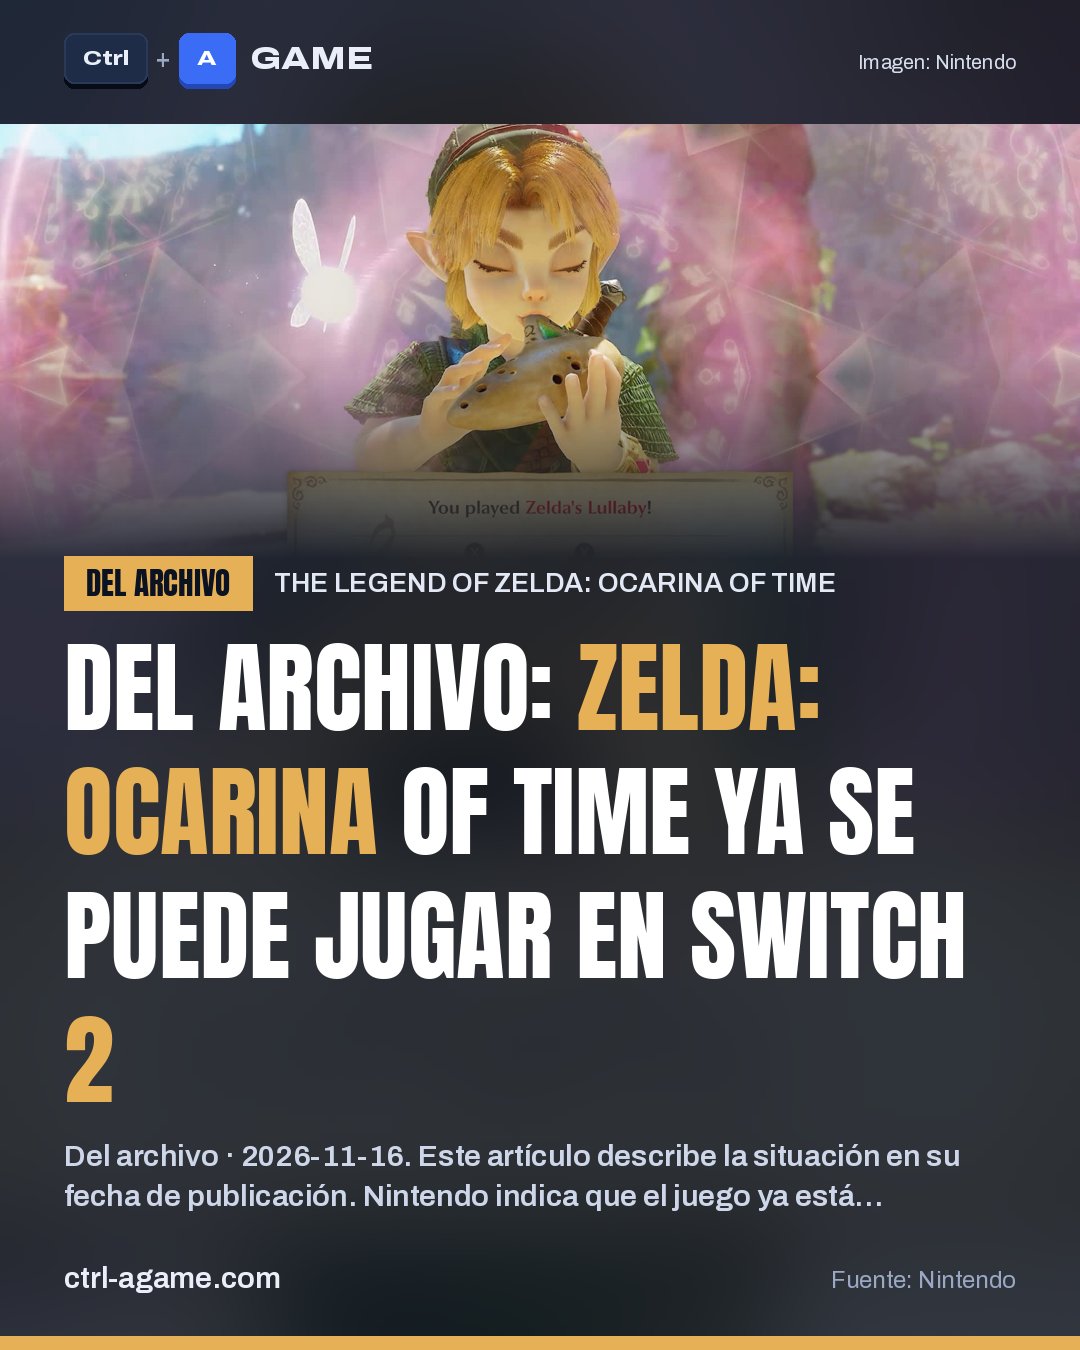 Ctrl + A GAME
Imagen: Nintendo
You played Zelda's Lullaby!
DEL ARCHIVO
THE LEGEND OF ZELDA: OCARINA OF TIME
DEL ARCHIVO: ZELDA:
OCARINA OF TIME YA SE
PUEDE JUGAR EN SWITCH
2
Del archivo · 2026-11-16. Este artículo describe la situación en su
fecha de publicación. Nintendo indica que el juego ya está...
ctrl-agame.com
Fuente: Nintendo